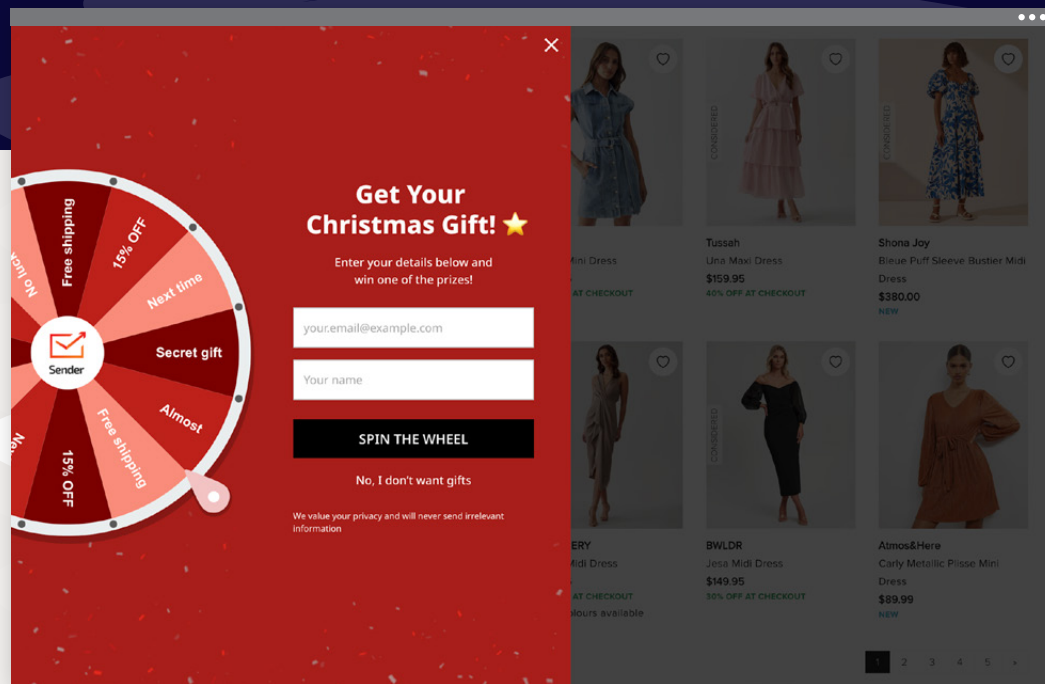 Get Your
Christmas Gift!
Enter your details below and
win one of the prizes!
your.email@example.com
Your name
SPIN THE WHEEL
No, I don't want gifts
We value your privacy and will never send irrelevant
information
No luck
Free shipping
15% OFF
Next time
Secret gift
Almost
Free shipping
15% OFF
Sender
CONSIDERED
CONSIDERED
Mini Dress
AT CHECKOUT
Tussah
Una Maxi Dress
$159.95
40% OFF AT CHECKOUT
Shona Joy
Bleue Puff Sleeve Bustier Midi
Dress
$380.00
NEW
CONSIDERED
ERY
Midi Dress
AT CHECKOUT
olours available
BWLDR
Jesa Midi Dress
$149.95
30% OFF AT CHECKOUT
Atmos&Here
Carly Metallic Plisse Mini
Dress
$89.99
NEW
1 2 3 4 5 »